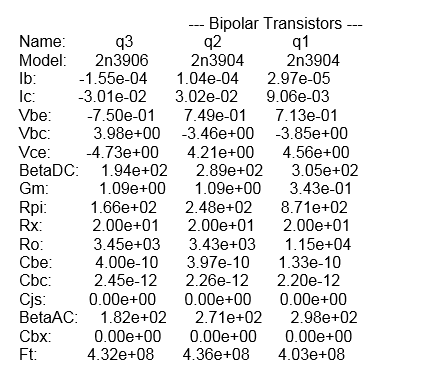 --- Bipolar Transistors ---
Name: q3 q2 q1
Model: 2n3906 2n3904 2n3904
Ib: -1.55e-04 1.04e-04 2.97e-05
Ic: -3.01e-02 3.02e-02 9.06e-03
Vbe: -7.50e-01 7.49e-01 7.13e-01
Vbc: 3.98e+00 -3.46e+00 -3.85e+00
Vce: -4.73e+00 4.21e+00 4.56e+00
BetaDC: 1.94e+02 2.89e+02 3.05e+02
Gm: 1.09e+00 1.09e+00 3.43e-01
Rpi: 1.66e+02 2.48e+02 8.71e+02
Rx: 2.00e+01 2.00e+01 2.00e+01
Ro: 3.45e+03 3.43e+03 1.15e+04
Cbe: 4.00e-10 3.97e-10 1.33e-10
Cbc: 2.45e-12 2.26e-12 2.20e-12
Cjs: 0.00e+00 0.00e+00 0.00e+00
BetaAC: 1.82e+02 2.71e+02 2.98e+02
Cbx: 0.00e+00 0.00e+00 0.00e+00
Ft: 4.32e+08 4.36e+08 4.03e+08